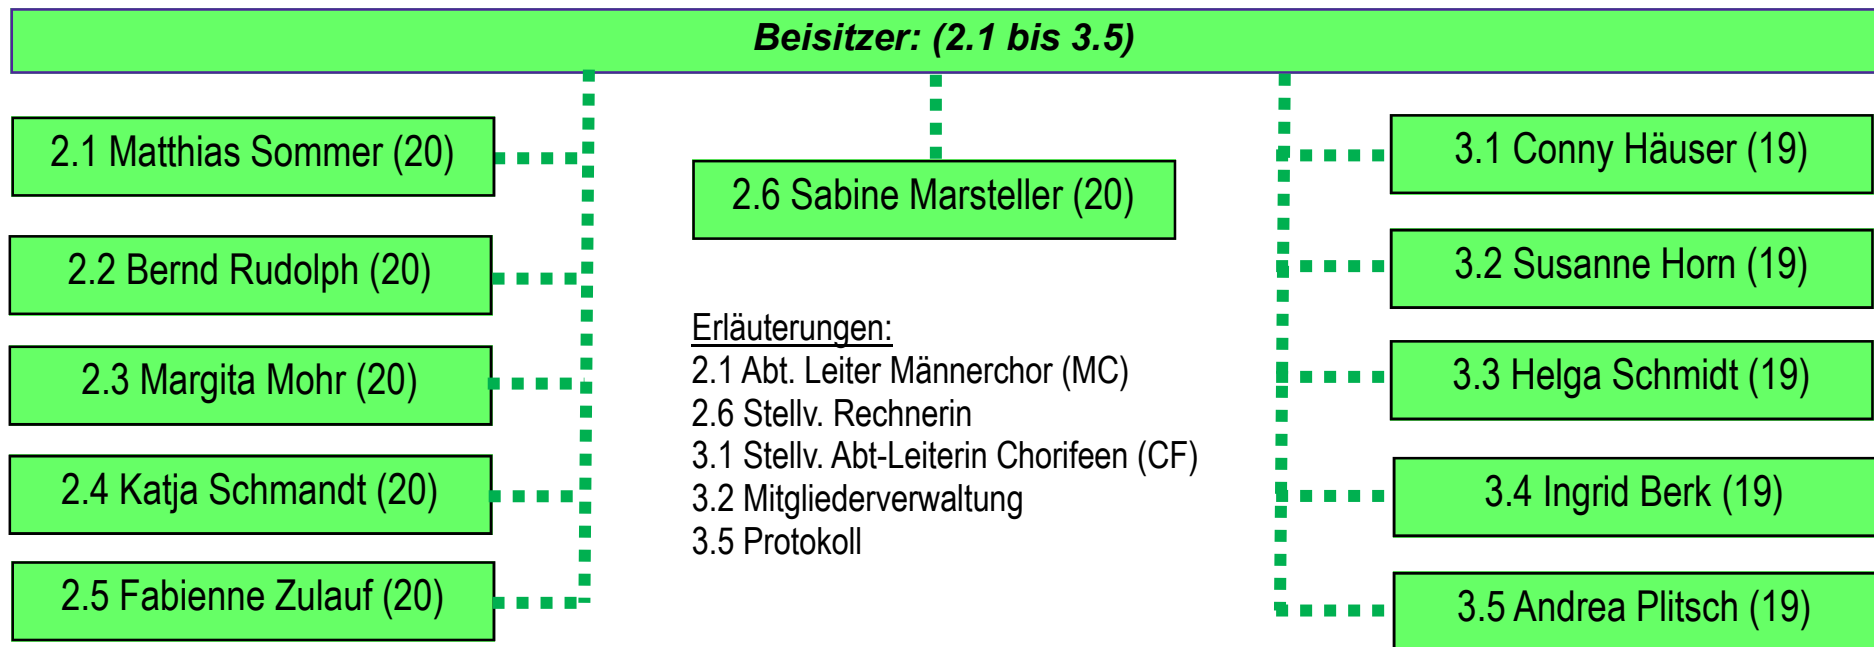 Beisitzer: (2.1 bis 3.5)
2.1 Matthias Sommer (20)
2.2 Bernd Rudolph (20)
2.3 Margita Mohr (20)
2.4 Katja Schmandt (20)
2.5 Fabienne Zulauf (20)
2.6 Sabine Marsteller (20)
Erläuterungen:
2.1 Abt. Leiter Männerchor (MC)
2.6 Stellv. Rechnerin
3.1 Stellv. Abt-Leiterin Chorifeen (CF)
3.2 Mitgliederverwaltung
3.5 Protokoll
3.1 Conny Häuser (19)
3.2 Susanne Horn (19)
3.3 Helga Schmidt (19)
3.4 Ingrid Berk (19)
3.5 Andrea Plitsch (19)